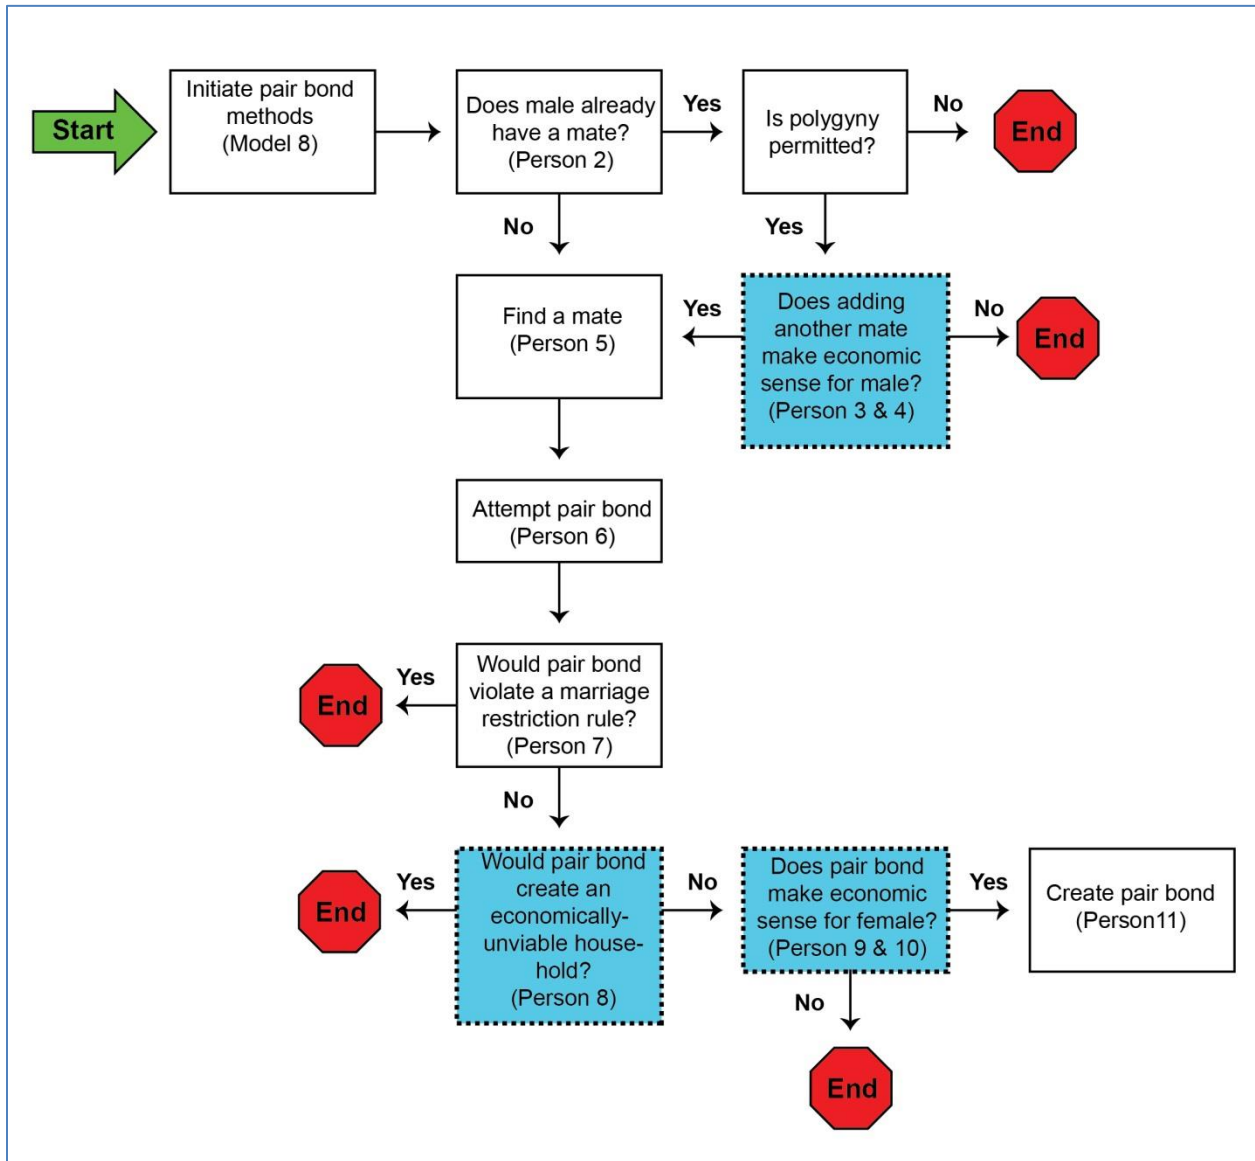 Start
Initiate pair bond
methods
(Model 8)
Does male already
have a mate?
(Person 2)
Yes
Is polygyny
permitted?
No
End
No
Yes
Find a mate
(Person 5)
Yes
Does adding
another mate
make economic
sense for male?
(Person 3 & 4)
No
End
Attempt pair bond
(Person 6)
End
Yes
Would pair bond
violate a marriage
restriction rule?
(Person 7)
No
End
Yes
Would pair bond
create an
economically-
unviable house-
hold?
(Person 8)
No
Does pair bond
make economic
sense for female?
(Person 9 & 10)
Yes
Create pair bond
(Person11)
No
End